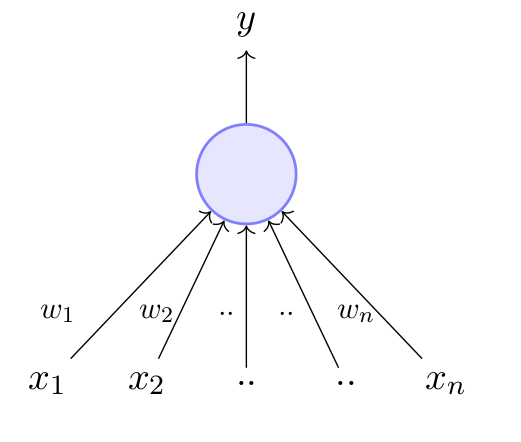 y
w₁ w₂ .. .. wₙ
x₁ x₂ .. .. xₙ